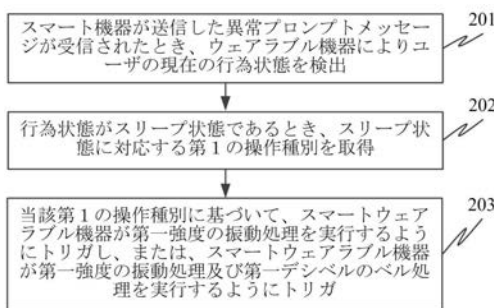 スマート機器が送信した異常プロンプトメッセー
ジが受信されたとき、ウェアラブル機器によりユ
ーザの現在の行為状態を検出
201
行為状態がスリープ状態であるとき、スリープ状
態に対応する第1の操作種別を取得
202
当該第1の操作種別に基づいて、スマートウェア
ラブル機器が第一強度の振動処理を実行するよう
にトリガし、または、スマートウェアラブル機器
が第一強度の振動処理及び第一デシベルのベル処
理を実行するようにトリガ
203